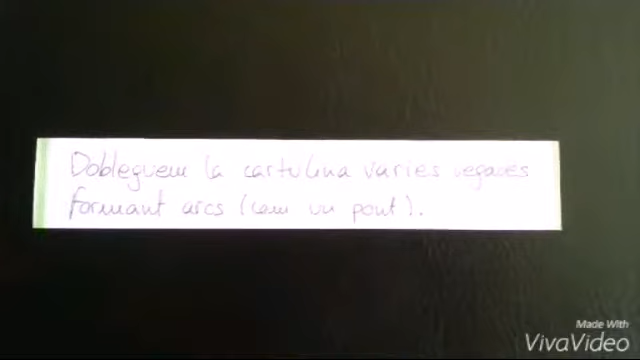 Dobleguem la cartulina varies vegades
formant arcs (com un pont).
Made With
VivaVideo